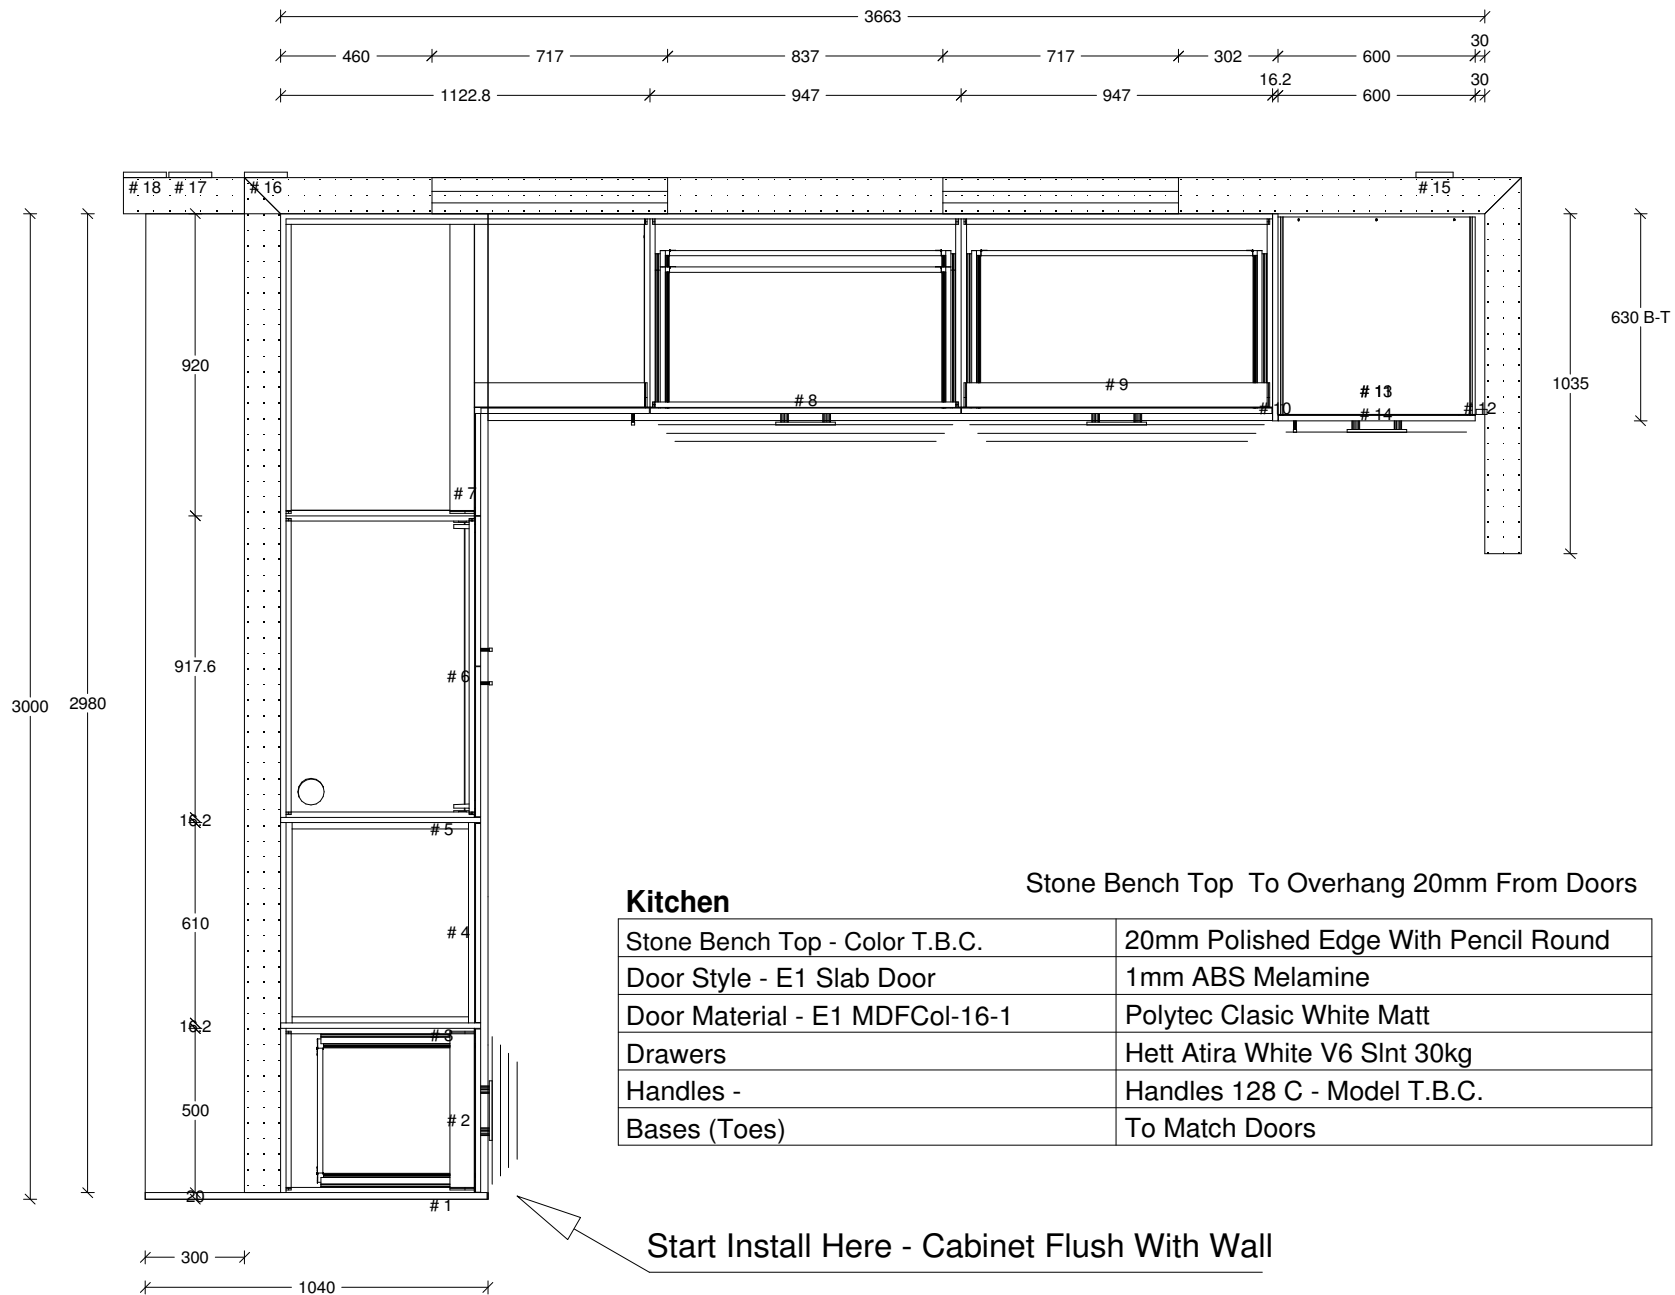 3663
30
460 717 837 717 302 600
16.2 30
1122.8 947 947 600
# 18 # 17 # 16 # 15
630 B-T
920
1035
# 9
# 13
# 8
# 10 # 12
# 14
# 7
917.6
# 6
3000 2980
16.2
# 5
Stone Bench Top To Overhang 20mm From Doors
Kitchen
610
# 4
Stone Bench Top - Color T.B.C. 20mm Polished Edge With Pencil Round
Door Style - E1 Slab Door 1mm ABS Melamine
Door Material - E1 MDFCol-16-1 Polytec Clasic White Matt
16.2
# 3
Drawers Hett Atira White V6 Slnt 30kg
Handles - Handles 128 C - Model T.B.C.
500
# 2
Bases (Toes) To Match Doors
20
# 1
Start Install Here - Cabinet Flush With Wall
300
1040